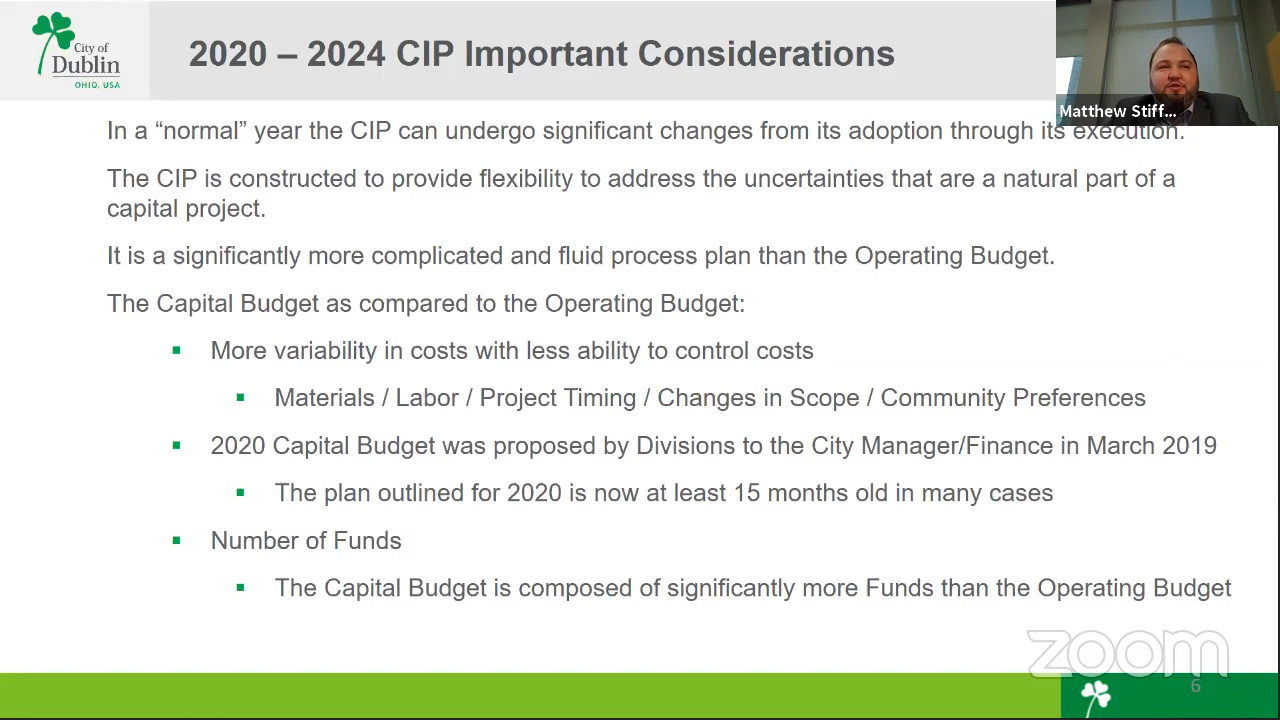 City of
Dublin
OHIO, USA
2020 – 2024 CIP Important Considerations
Matthew Stiff...
In a “normal” year the CIP can undergo significant changes from its adoption through its execution.
The CIP is constructed to provide flexibility to address the uncertainties that are a natural part of a
capital project.
It is a significantly more complicated and fluid process plan than the Operating Budget.
The Capital Budget as compared to the Operating Budget:
▪ More variability in costs with less ability to control costs
▪ Materials / Labor / Project Timing / Changes in Scope / Community Preferences
▪ 2020 Capital Budget was proposed by Divisions to the City Manager/Finance in March 2019
▪ The plan outlined for 2020 is now at least 15 months old in many cases
▪ Number of Funds
▪ The Capital Budget is composed of significantly more Funds than the Operating Budget
zoom
6